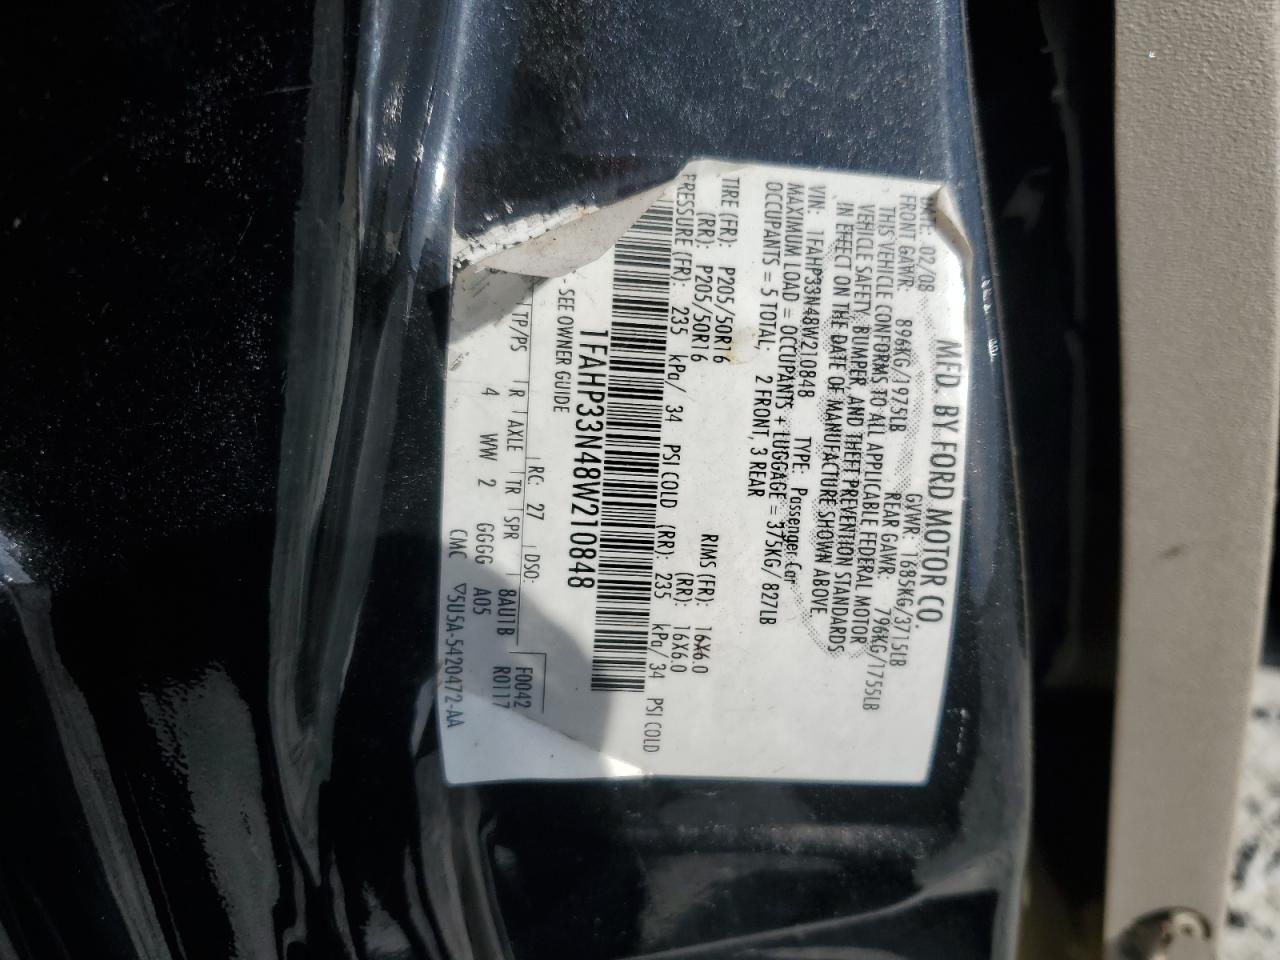 MFD. BY FORD MOTOR CO.
DATE: 02/08 GVWR: 1685KG/3715LB
FRONT GAWR: 896KG/1975LB REAR GAWR: 796KG/1755LB
THIS VEHICLE CONFORMS TO ALL APPLICABLE FEDERAL MOTOR
VEHICLE SAFETY, BUMPER, AND THEFT PREVENTION STANDARDS
IN EFFECT ON THE DATE OF MANUFACTURE SHOWN ABOVE
VIN: 1FAHP33N48W210848 TYPE: Passenger Car
MAXIMUM LOAD = OCCUPANTS + LUGGAGE = 375KG/ 827LB
OCCUPANTS = 5 TOTAL, 2 FRONT, 3 REAR
TIRE (FR): P205/50R16 RIMS (FR): 16X6.0
(RR): P205/50R16 (RR): 16X6.0
PRESSURE (FR): 235 kPa/ 34 PSI COLD (RR): 235 kPa/ 34 PSI COLD
1FAHP33N48W210848
- SEE OWNER GUIDE
RC: 27 DSO: F0042
TP/PS R AXLE TR SPR 8AU1B R0117
4 WW 2 GGGG A05
CMC ▽5U5A-5420472-AA